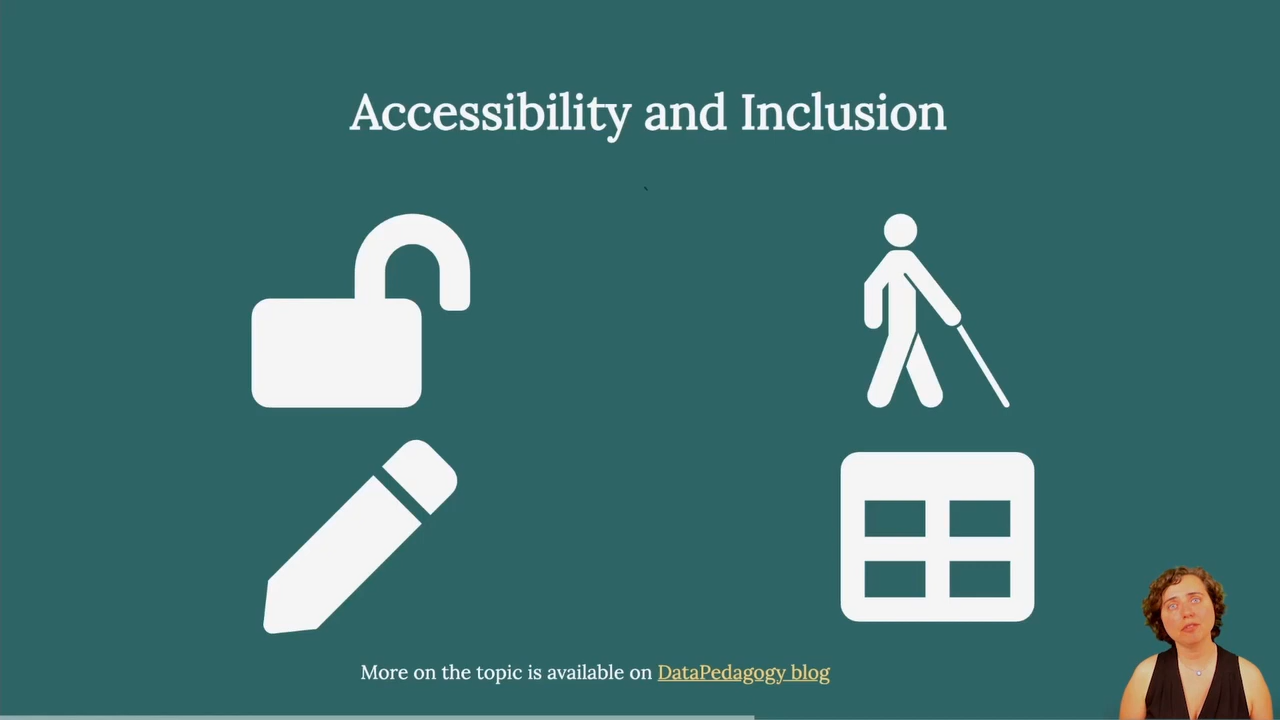 Accessibility and Inclusion
More on the topic is available on DataPedagogy blog